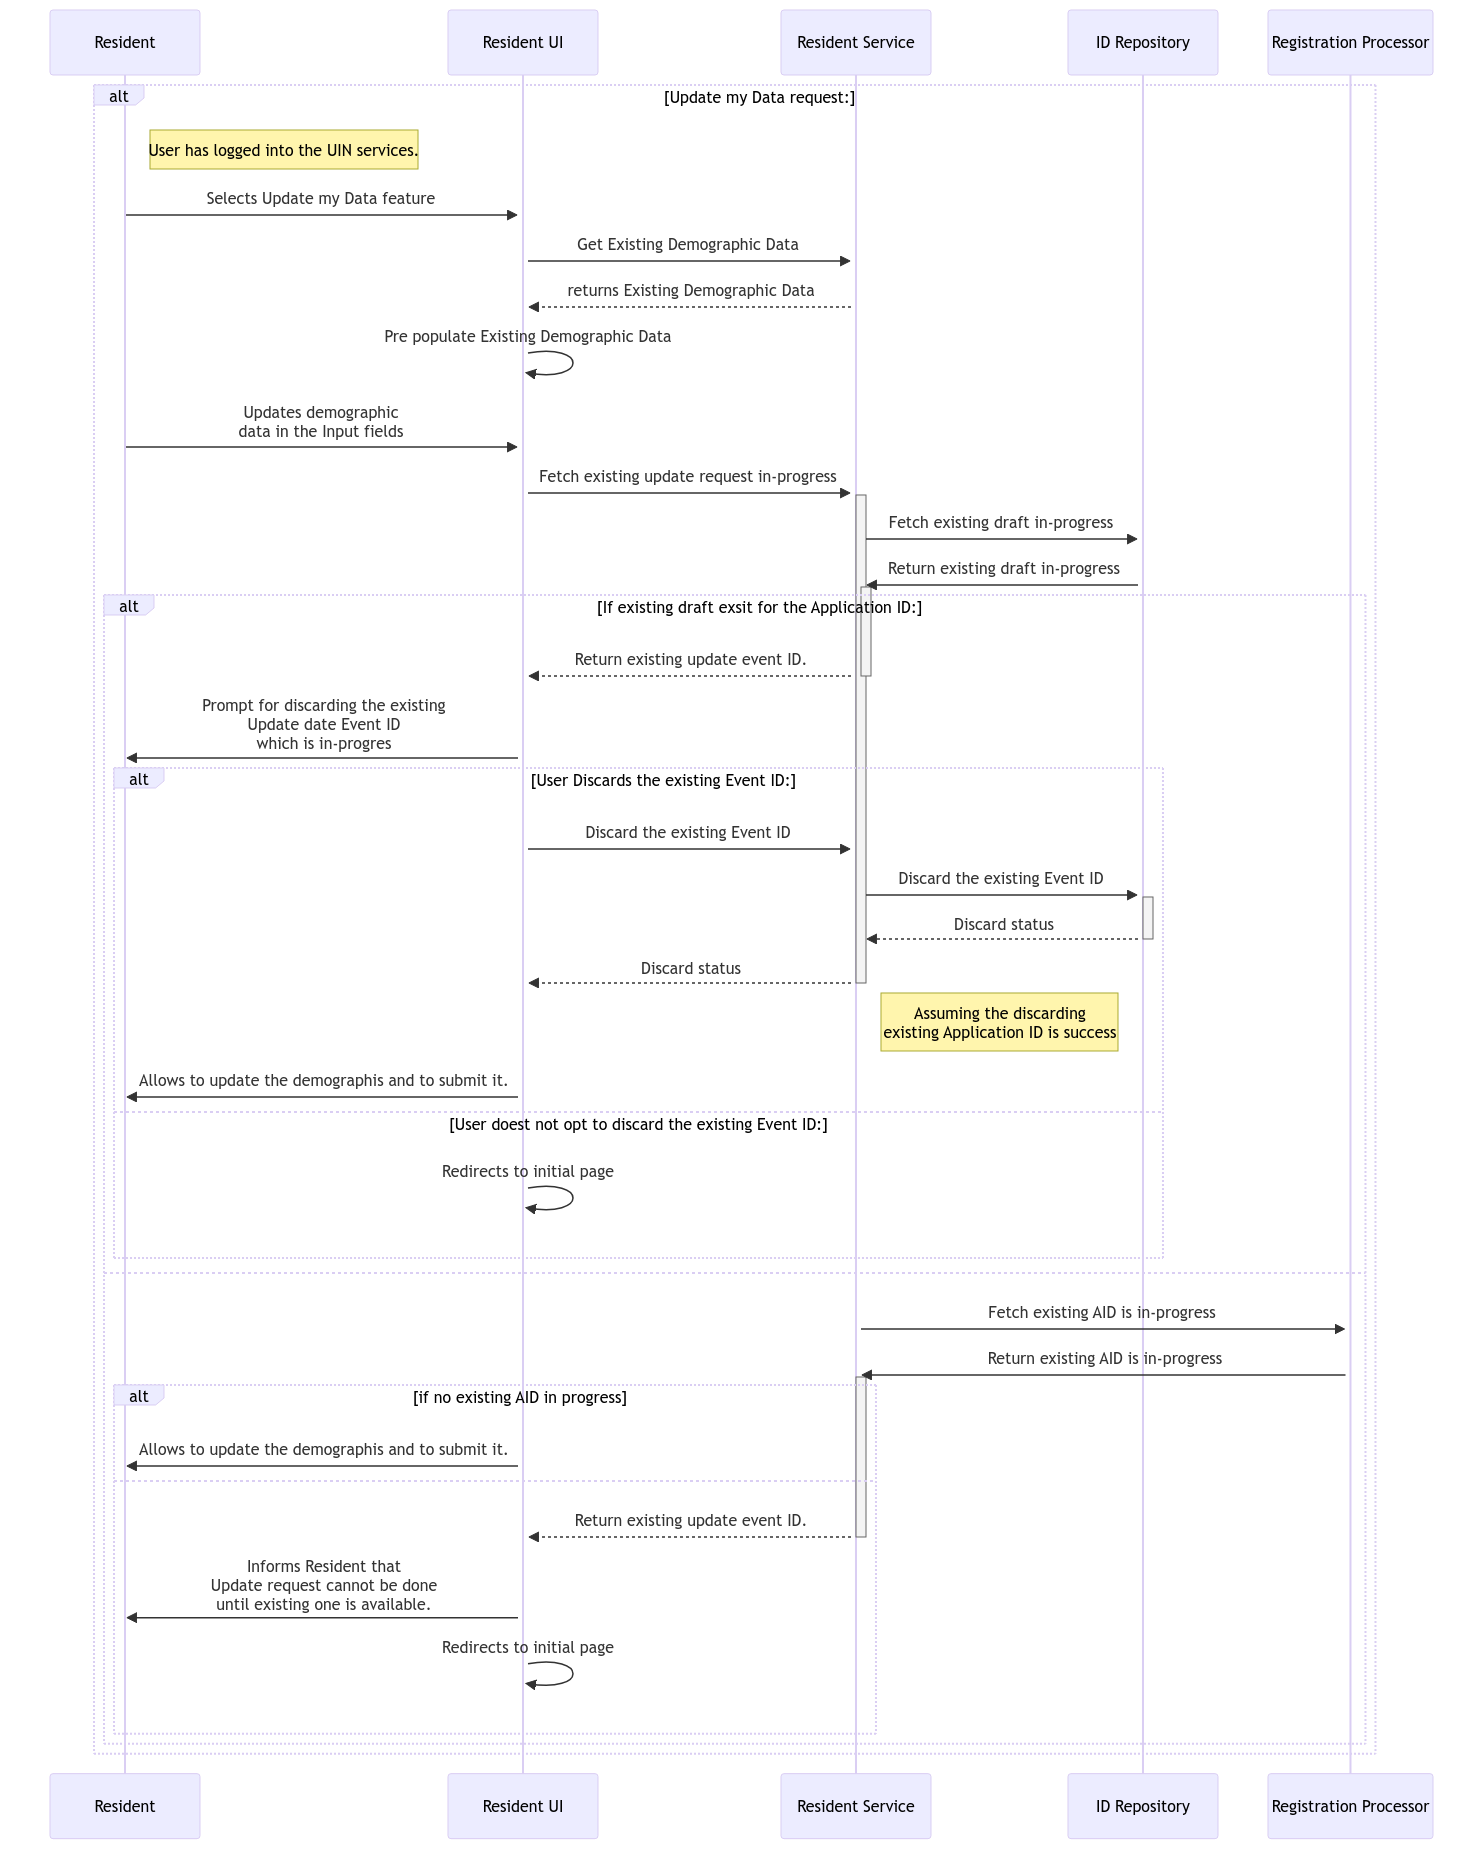 Resident
Resident UI
Resident Service
ID Repository
Registration Processor
alt
[Update my Data request:]
User has logged into the UIN services.
Selects Update my Data feature
Get Existing Demographic Data
returns Existing Demographic Data
Pre populate Existing Demographic Data
Updates demographic
data in the Input fields
Fetch existing update request in-progress
Fetch existing draft in-progress
Return existing draft in-progress
alt
[If existing draft exsit for the Application ID:]
Return existing update event ID.
Prompt for discarding the existing
Update date Event ID
which is in-progres
alt
[User Discards the existing Event ID:]
Discard the existing Event ID
Discard the existing Event ID
Discard status
Discard status
Assuming the discarding
existing Application ID is success
Allows to update the demographis and to submit it.
[User doest not opt to discard the existing Event ID:]
Redirects to initial page
Fetch existing AID is in-progress
Return existing AID is in-progress
alt
[if no existing AID in progress]
Allows to update the demographis and to submit it.
Return existing update event ID.
Informs Resident that
Update request cannot be done
until existing one is available.
Redirects to initial page
Resident
Resident UI
Resident Service
ID Repository
Registration Processor